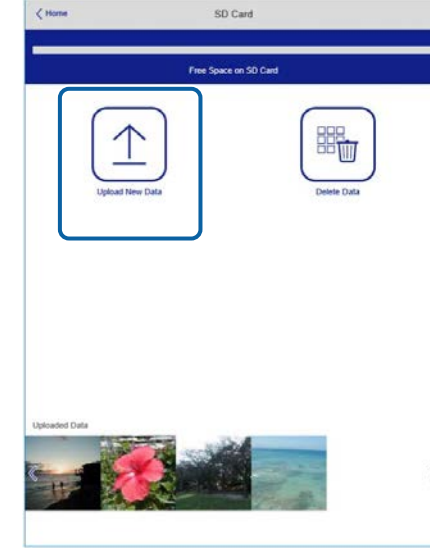 Home
SD Card
Free Space on SD Card
Upload New Data
Delete Data
Uploaded Data